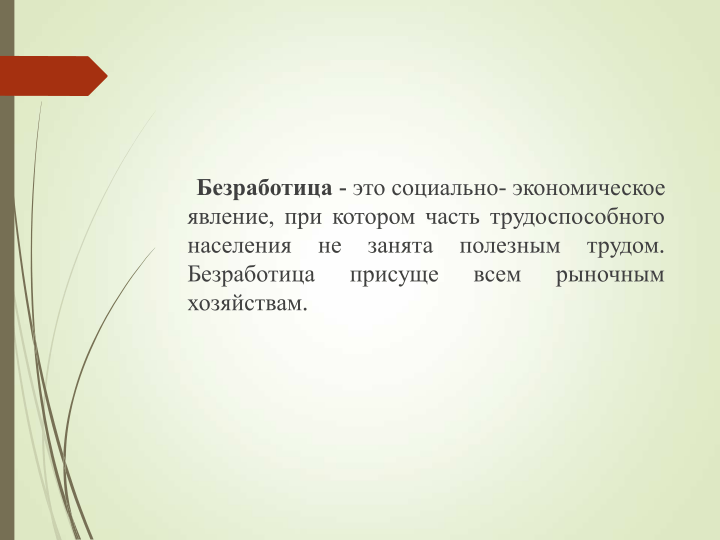 Безработица - это социально- экономическое
явление, при котором часть трудоспособного
населения не занята полезным трудом.
Безработица присуще всем рыночным
хозяйствам.